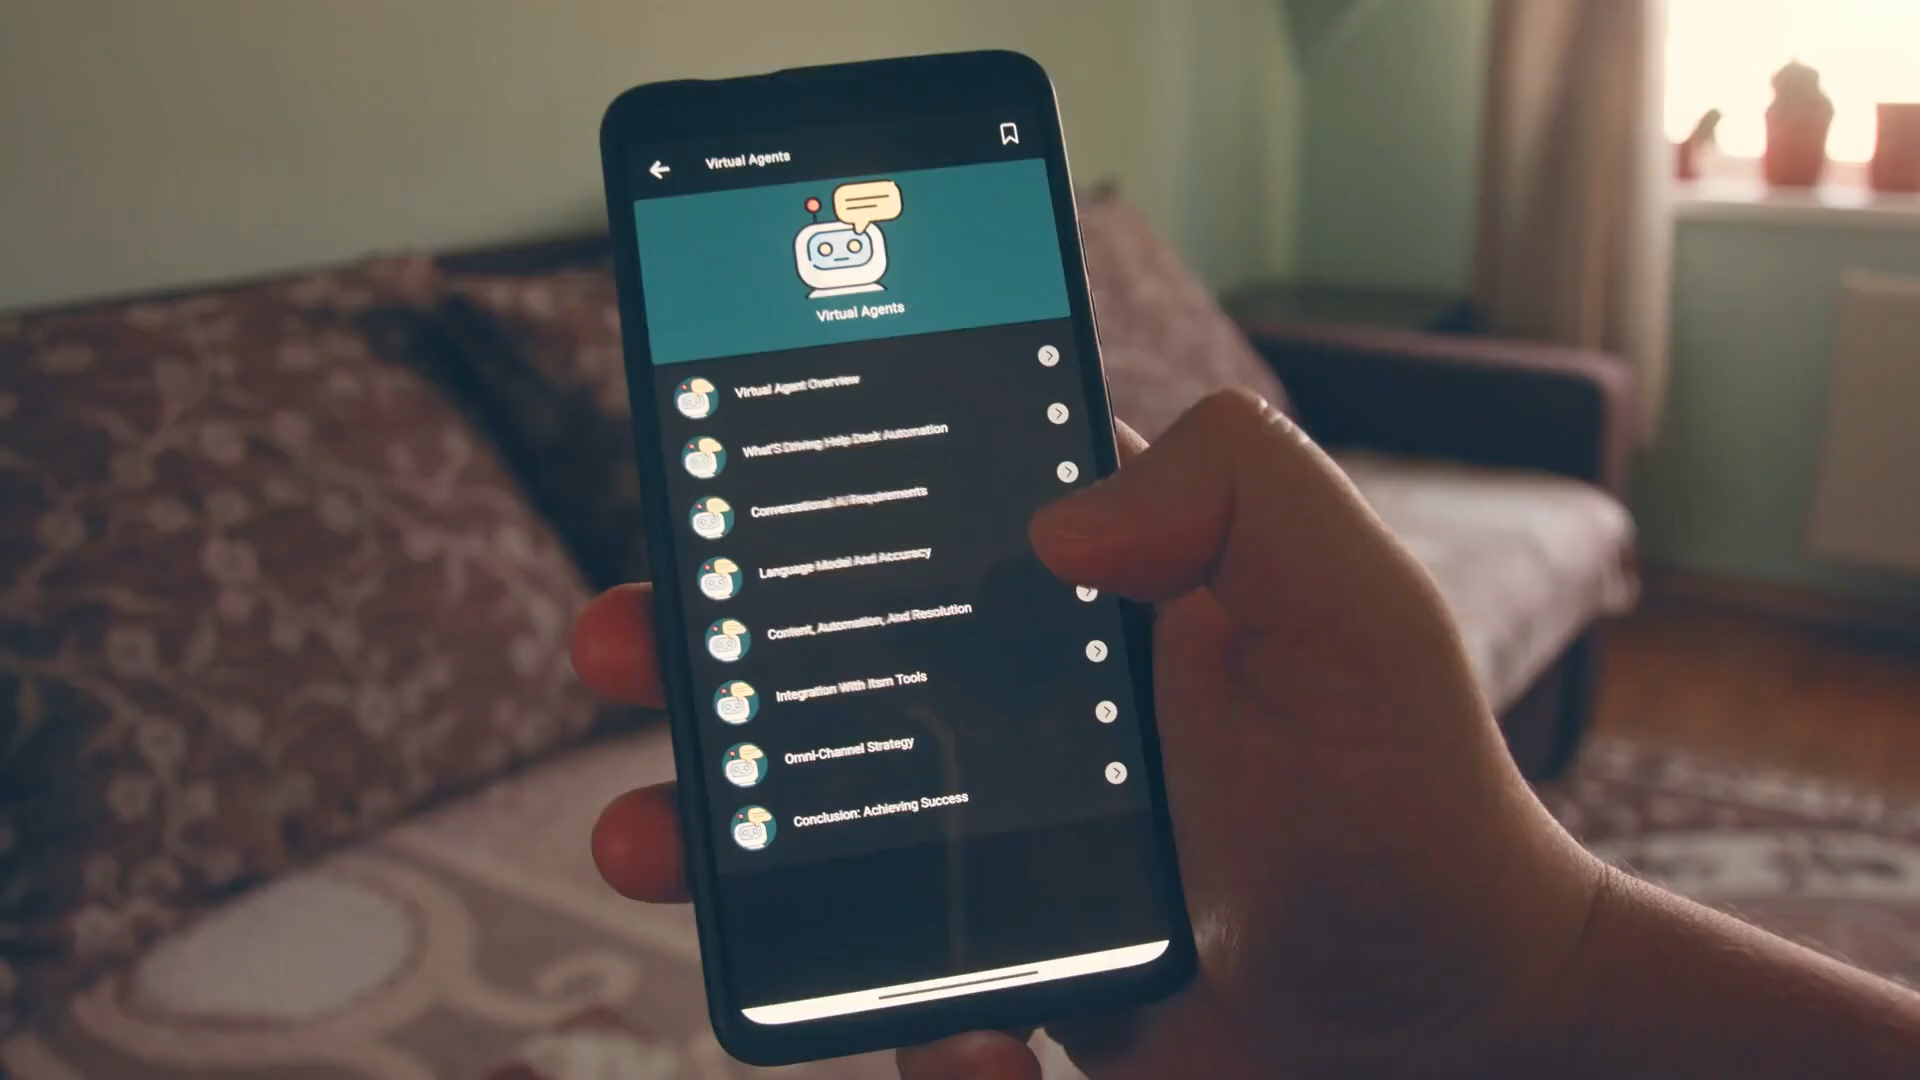 Virtual Agents
Virtual Agents
Virtual Agent Overview
What'S Driving Help Desk Automation
Conversational AI Requirements
Language Model And Accuracy
Content, Automation, And Resolution
Integration With Itsm Tools
Omni-Channel Strategy
Conclusion: Achieving Success